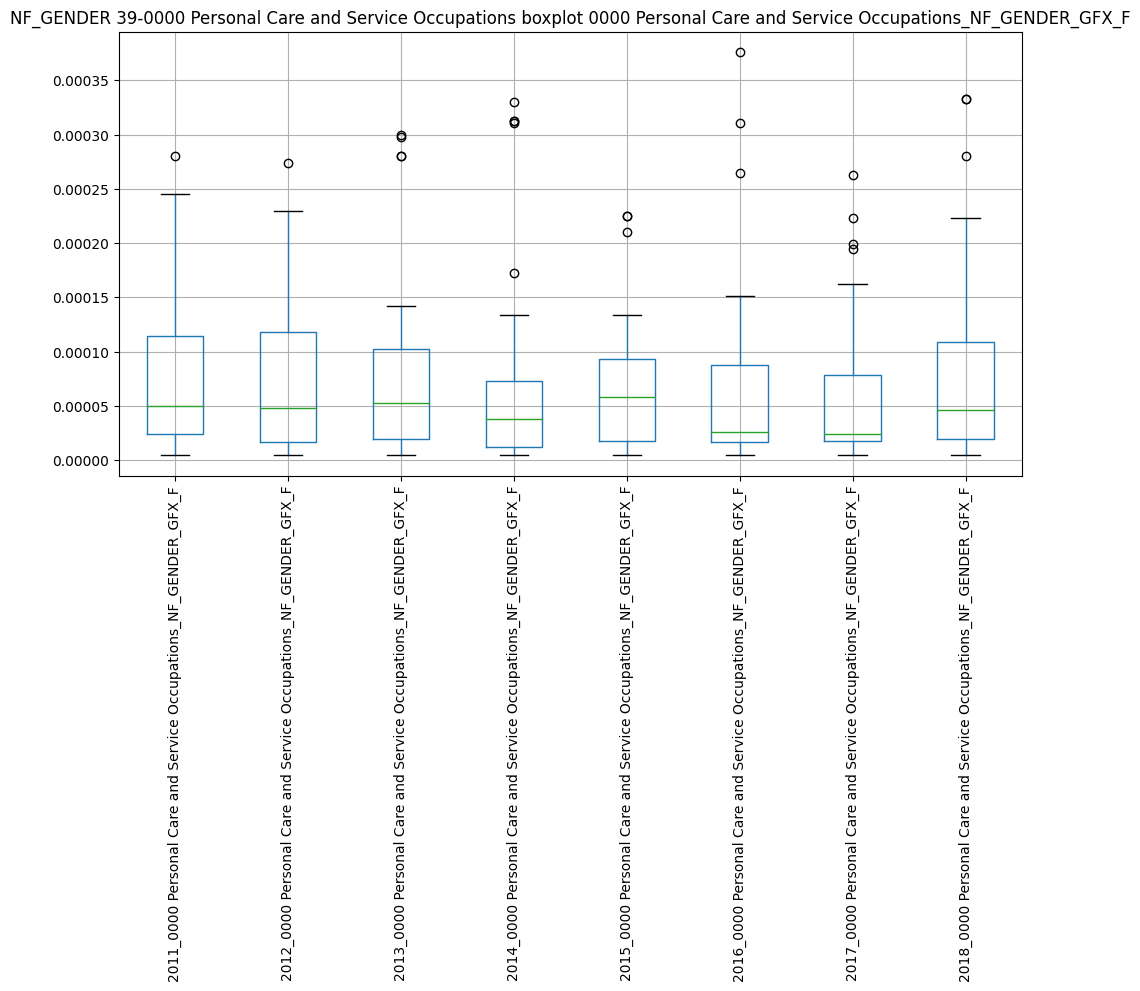 NF_GENDER 39-0000 Personal Care and Service Occupations boxplot 0000 Personal Care and Service Occupations_NF_GENDER_GFX_F
0.00035
0.00030
0.00025
0.00020
0.00015
0.00010
0.00005
0.00000
2011_0000 Personal Care and Service Occupations_NF_GENDER_GFX_F
2012_0000 Personal Care and Service Occupations_NF_GENDER_GFX_F
2013_0000 Personal Care and Service Occupations_NF_GENDER_GFX_F
2014_0000 Personal Care and Service Occupations_NF_GENDER_GFX_F
2015_0000 Personal Care and Service Occupations_NF_GENDER_GFX_F
2016_0000 Personal Care and Service Occupations_NF_GENDER_GFX_F
2017_0000 Personal Care and Service Occupations_NF_GENDER_GFX_F
2018_0000 Personal Care and Service Occupations_NF_GENDER_GFX_F